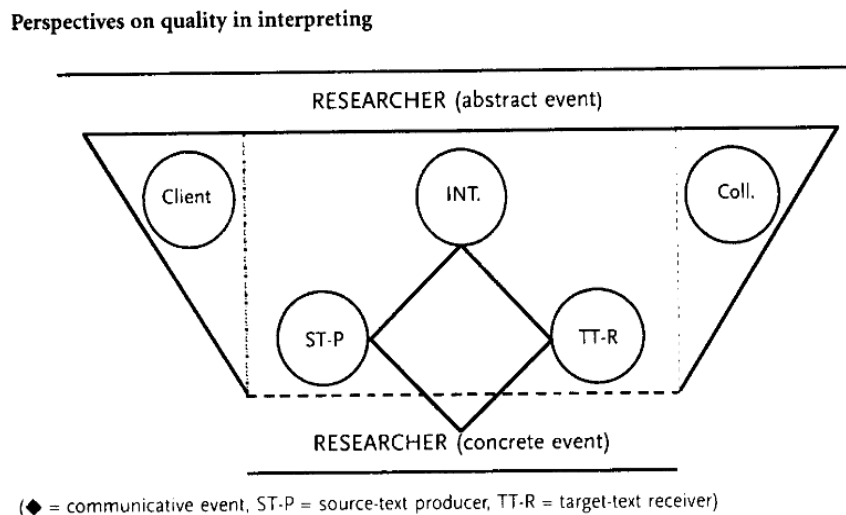 Perspectives on quality in interpreting
RESEARCHER (abstract event)
Client
INT.
Coll.
ST-P
TT-R
RESEARCHER (concrete event)
(◆ = communicative event, ST-P = source-text producer, TT-R = target-text receiver)